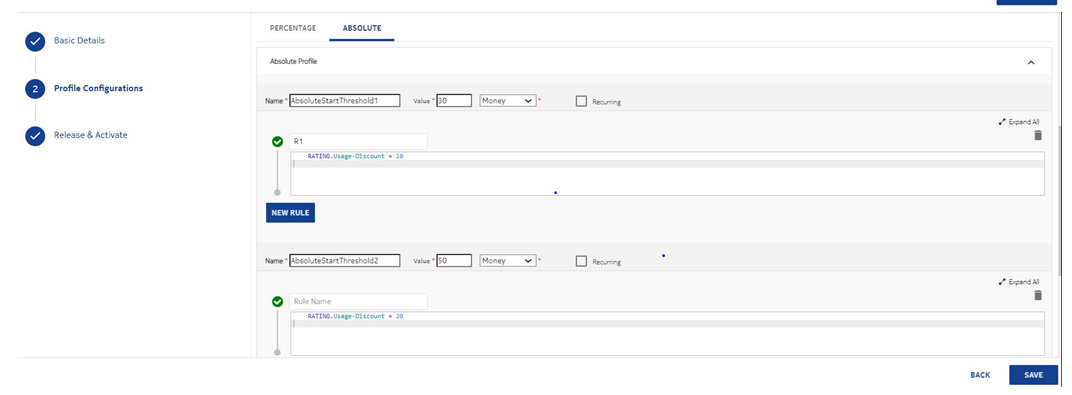 PERCENTAGE ABSOLUTE
Basic Details
Absolute Profile
2 Profile Configurations
Name * AbsoluteStartThreshold1 Value * 30 Money * Recurring
Expand All
Release & Activate
R1
RATING.Usage-Discount = 10
NEW RULE
Name * AbsoluteStartThreshold2 Value * 50 Money * Recurring
Expand All
Rule Name
RATING.Usage-Discount = 20
BACK SAVE